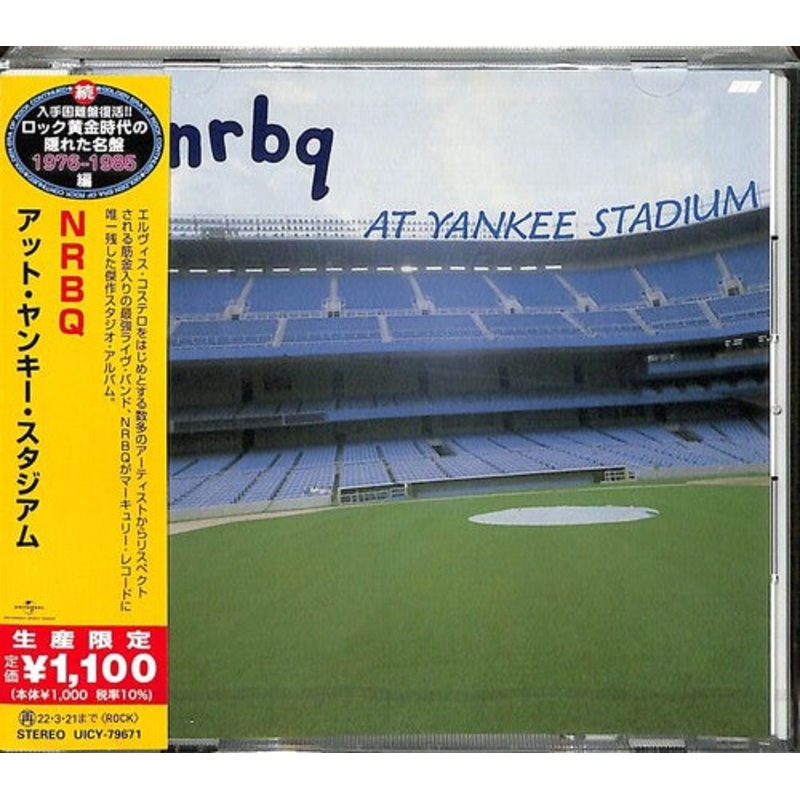 続
入手困難盤復活!!
ロック黄金時代の
隠れた名盤
1976-1985
編
GOLDEN ERA OF ROCK CONTINUED
NRBQ
アット・ヤンキー・スタジアム
エルヴィス・コステロをはじめとする数多のアーティストからリスペクト
される筋金入りの最強ライヴ・バンド、NRBQがマーキュリー・レコードに
唯一残した傑作スタジオ・アルバム。
UNIVERSAL
生産限定
定価 ¥1,100
(本体¥1,000 税率10%)
再 22・3・21まで〈ROCK〉
STEREO UICY-79671
nrbq
AT YANKEE STADIUM